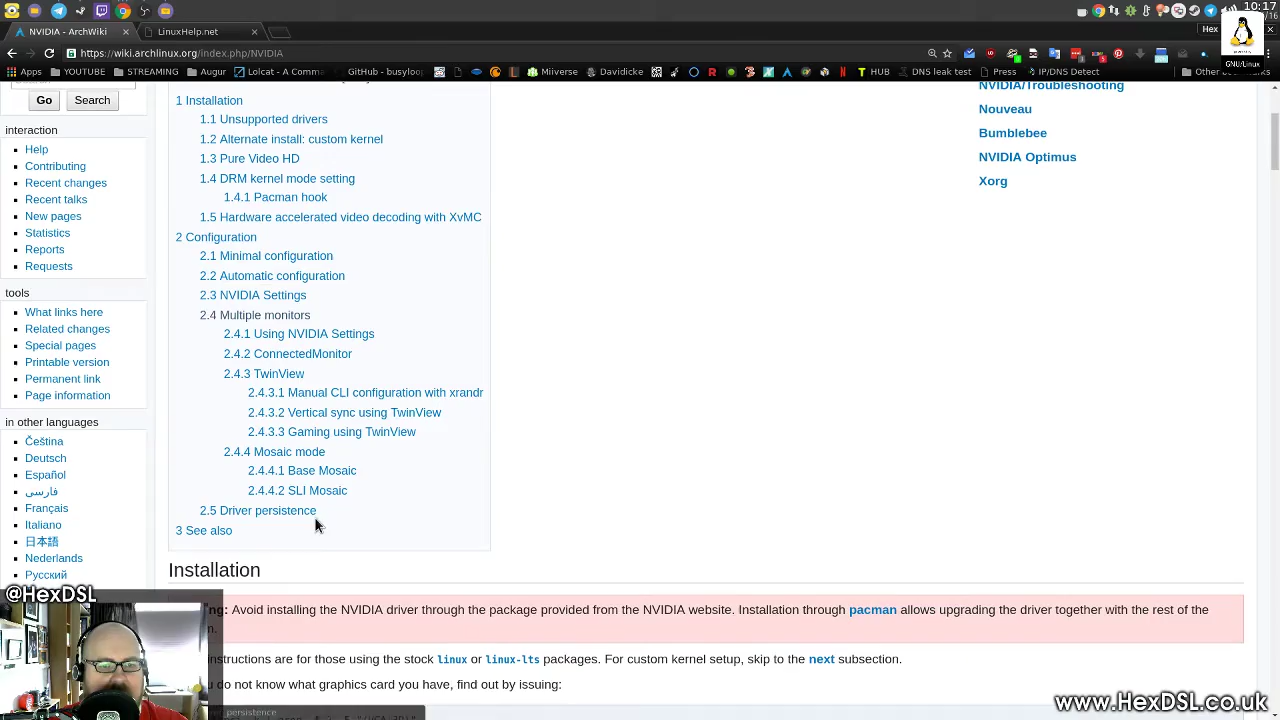 10:17
NVIDIA - ArchWiki
LinuxHelp.net
Hex
/16
https://wiki.archlinux.org/index.php/NVIDIA
GNU/Linux
Apps
YOUTUBE
STREAMING
Augur
Lolcat - A Comma
GitHub - busyloop
Miiverse
Davidicke
HUB
DNS leak test
Press
IP/DNS Detect
Other bookmarks
Go
Search
interaction
Help
Contributing
Recent changes
Recent talks
New pages
Statistics
Reports
Requests
tools
What links here
Related changes
Special pages
Printable version
Permanent link
Page information
in other languages
Čeština
Deutsch
Español
فارسی
Français
Italiano
日本語
Nederlands
Русский
1 Installation
1.1 Unsupported drivers
1.2 Alternate install: custom kernel
1.3 Pure Video HD
1.4 DRM kernel mode setting
1.4.1 Pacman hook
1.5 Hardware accelerated video decoding with XvMC
2 Configuration
2.1 Minimal configuration
2.2 Automatic configuration
2.3 NVIDIA Settings
2.4 Multiple monitors
2.4.1 Using NVIDIA Settings
2.4.2 ConnectedMonitor
2.4.3 TwinView
2.4.3.1 Manual CLI configuration with xrandr
2.4.3.2 Vertical sync using TwinView
2.4.3.3 Gaming using TwinView
2.4.4 Mosaic mode
2.4.4.1 Base Mosaic
2.4.4.2 SLI Mosaic
2.5 Driver persistence
3 See also
NVIDIA/Troubleshooting
Nouveau
Bumblebee
NVIDIA Optimus
Xorg
Installation
ng: Avoid installing the NVIDIA driver through the package provided from the NVIDIA website. Installation through pacman allows upgrading the driver together with the rest of the
instructions are for those using the stock linux or linux-lts packages. For custom kernel setup, skip to the next subsection.
u do not know what graphics card you have, find out by issuing:
persistence
@HexDSL
www.HexDSL.co.uk